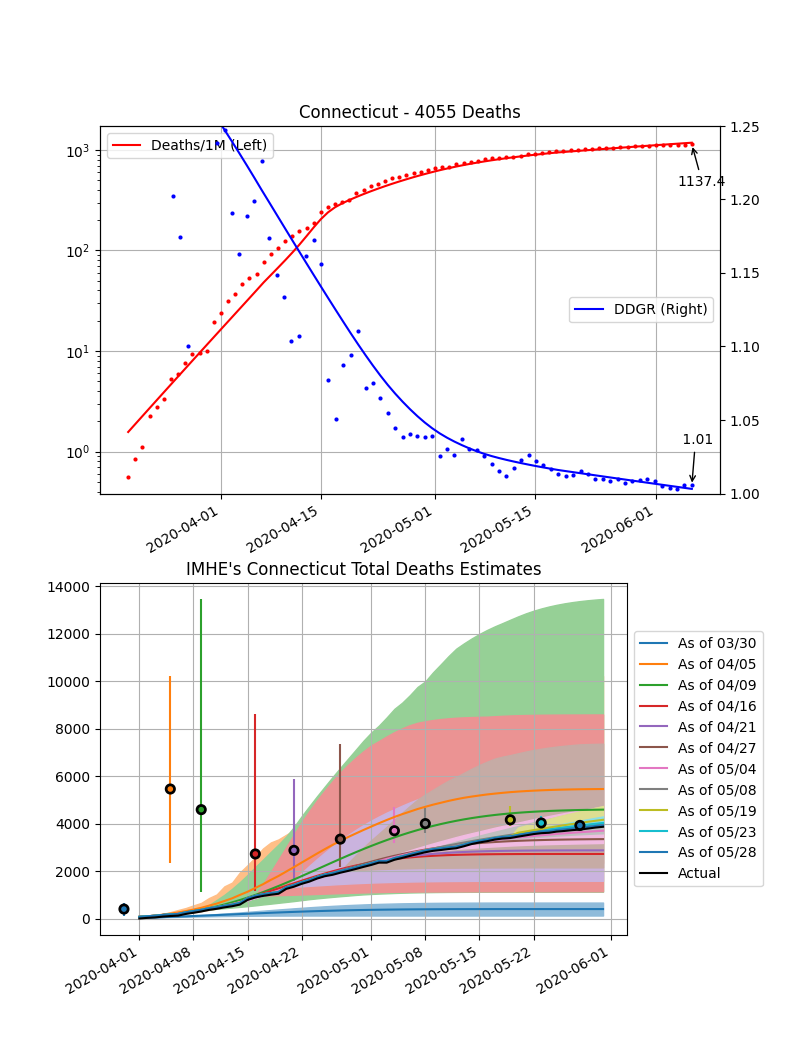 Connecticut - 4055 Deaths
Deaths/1M (Left)
DDGR (Right)
1137.4
1.01
10³
10²
10¹
10⁰
1.25
1.20
1.15
1.10
1.05
1.00
2020-04-01
2020-04-15
2020-05-01
2020-05-15
2020-06-01
IMHE's Connecticut Total Deaths Estimates
14000
12000
10000
8000
6000
4000
2000
0
2020-04-01
2020-04-08
2020-04-15
2020-04-22
2020-05-01
2020-05-08
2020-05-15
2020-05-22
2020-06-01
As of 03/30
As of 04/05
As of 04/09
As of 04/16
As of 04/21
As of 04/27
As of 05/04
As of 05/08
As of 05/19
As of 05/23
As of 05/28
Actual